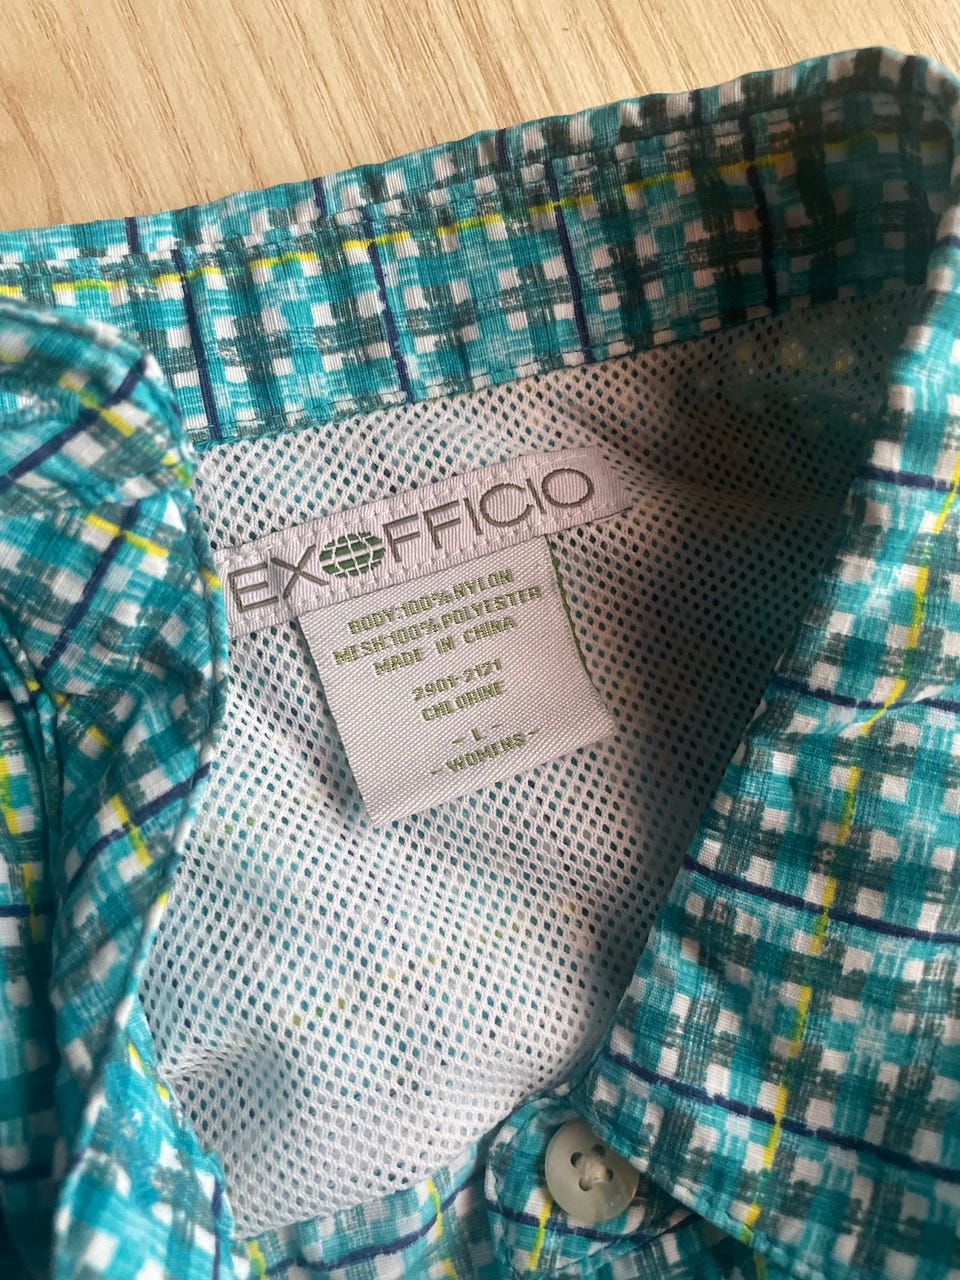 EXOFFICIO
BODY:100%NYLON
MESH:100%POLYESTER
MADE IN CHINA
2901-2121
CHLORINE
- L -
-WOMENS-